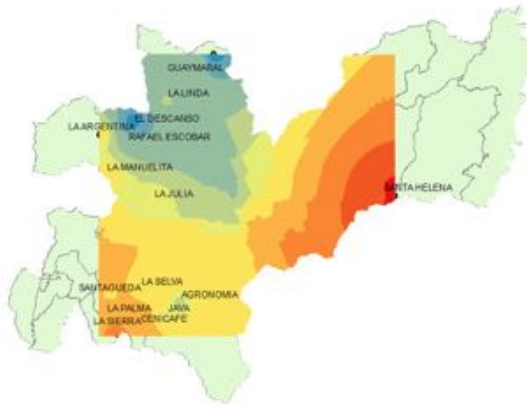 GUAYMARAL
LA LINDA
EL DESCANSO
LA ARGENTINA
RAFAEL ESCOBAR
LA MANUELITA
SANTA HELENA
LA JULIA
LA SELVA
SANTAGUEDA
AGRONOMIA
LA PALMA
JAVA
LA SIERRA
CENICAFE